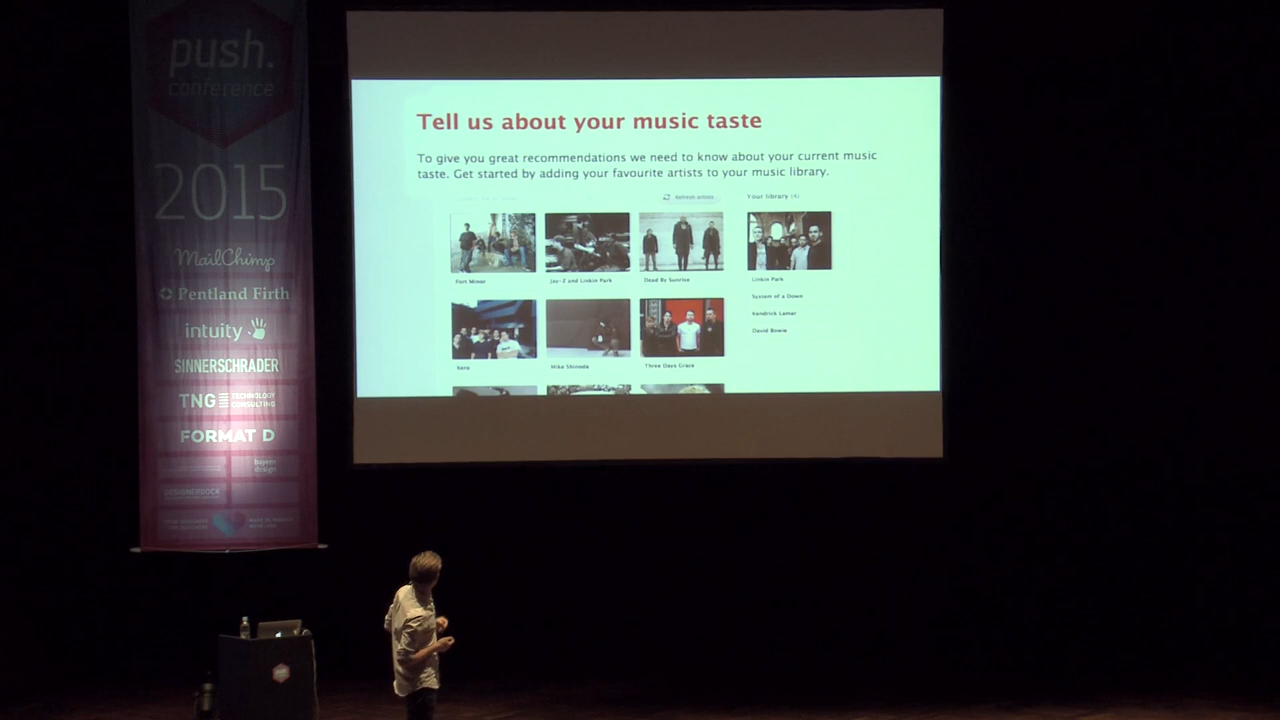 push.
conference
2015
MailChimp
Pentland Firth
intuity
SINNERSCHRADER
TNG TECHNOLOGY
CONSULTING
FORMAT D
bayern
design
DESIGNERDOCK
Tell us about your music taste
To give you great recommendations we need to know about your current music
taste. Get started by adding your favourite artists to your music library.
Refresh artists
Your library (4)
Fort Minor
Jay-Z and Linkin Park
Dead By Sunrise
Linkin Park
System of a Down
Kendrick Lamar
David Bowie
Xero
Mike Shinoda
Three Days Grace
push